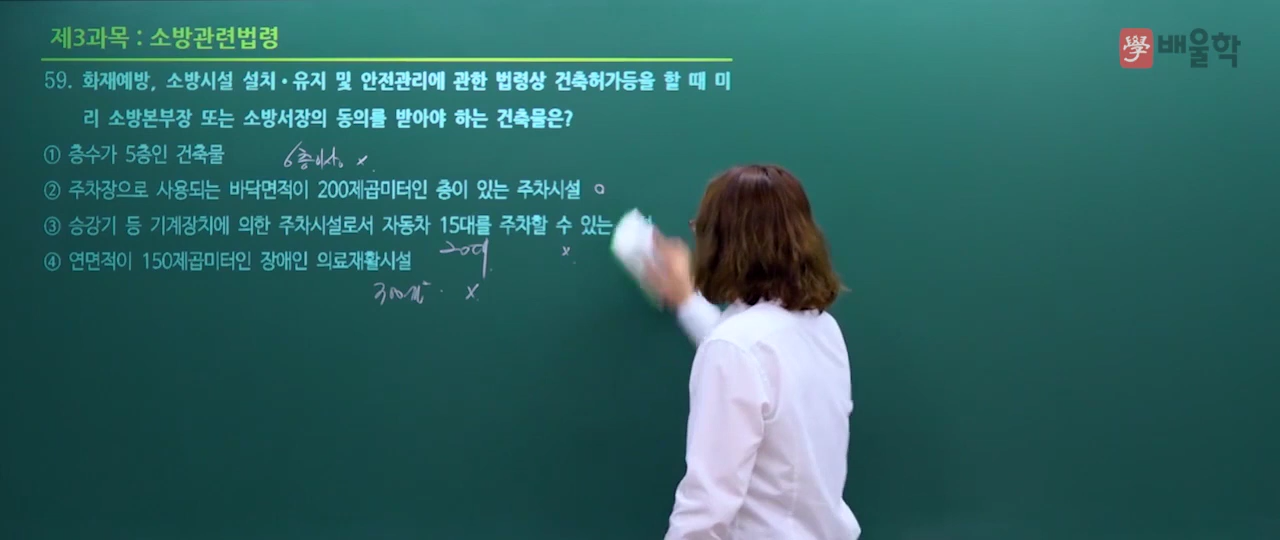 제3과목 : 소방관련법령
學 배울학
59. 화재예방, 소방시설 설치·유지 및 안전관리에 관한 법령상 건축허가등을 할 때 미
리 소방본부장 또는 소방서장의 동의를 받아야 하는 건축물은?
① 층수가 5층인 건축물 6층이상 x
② 주차장으로 사용되는 바닥면적이 200제곱미터인 층이 있는 주차시설 o
③ 승강기 등 기계장치에 의한 주차시설로서 자동차 15대를 주차할 수 있는
20대 x
④ 연면적이 150제곱미터인 장애인 의료재활시설
x